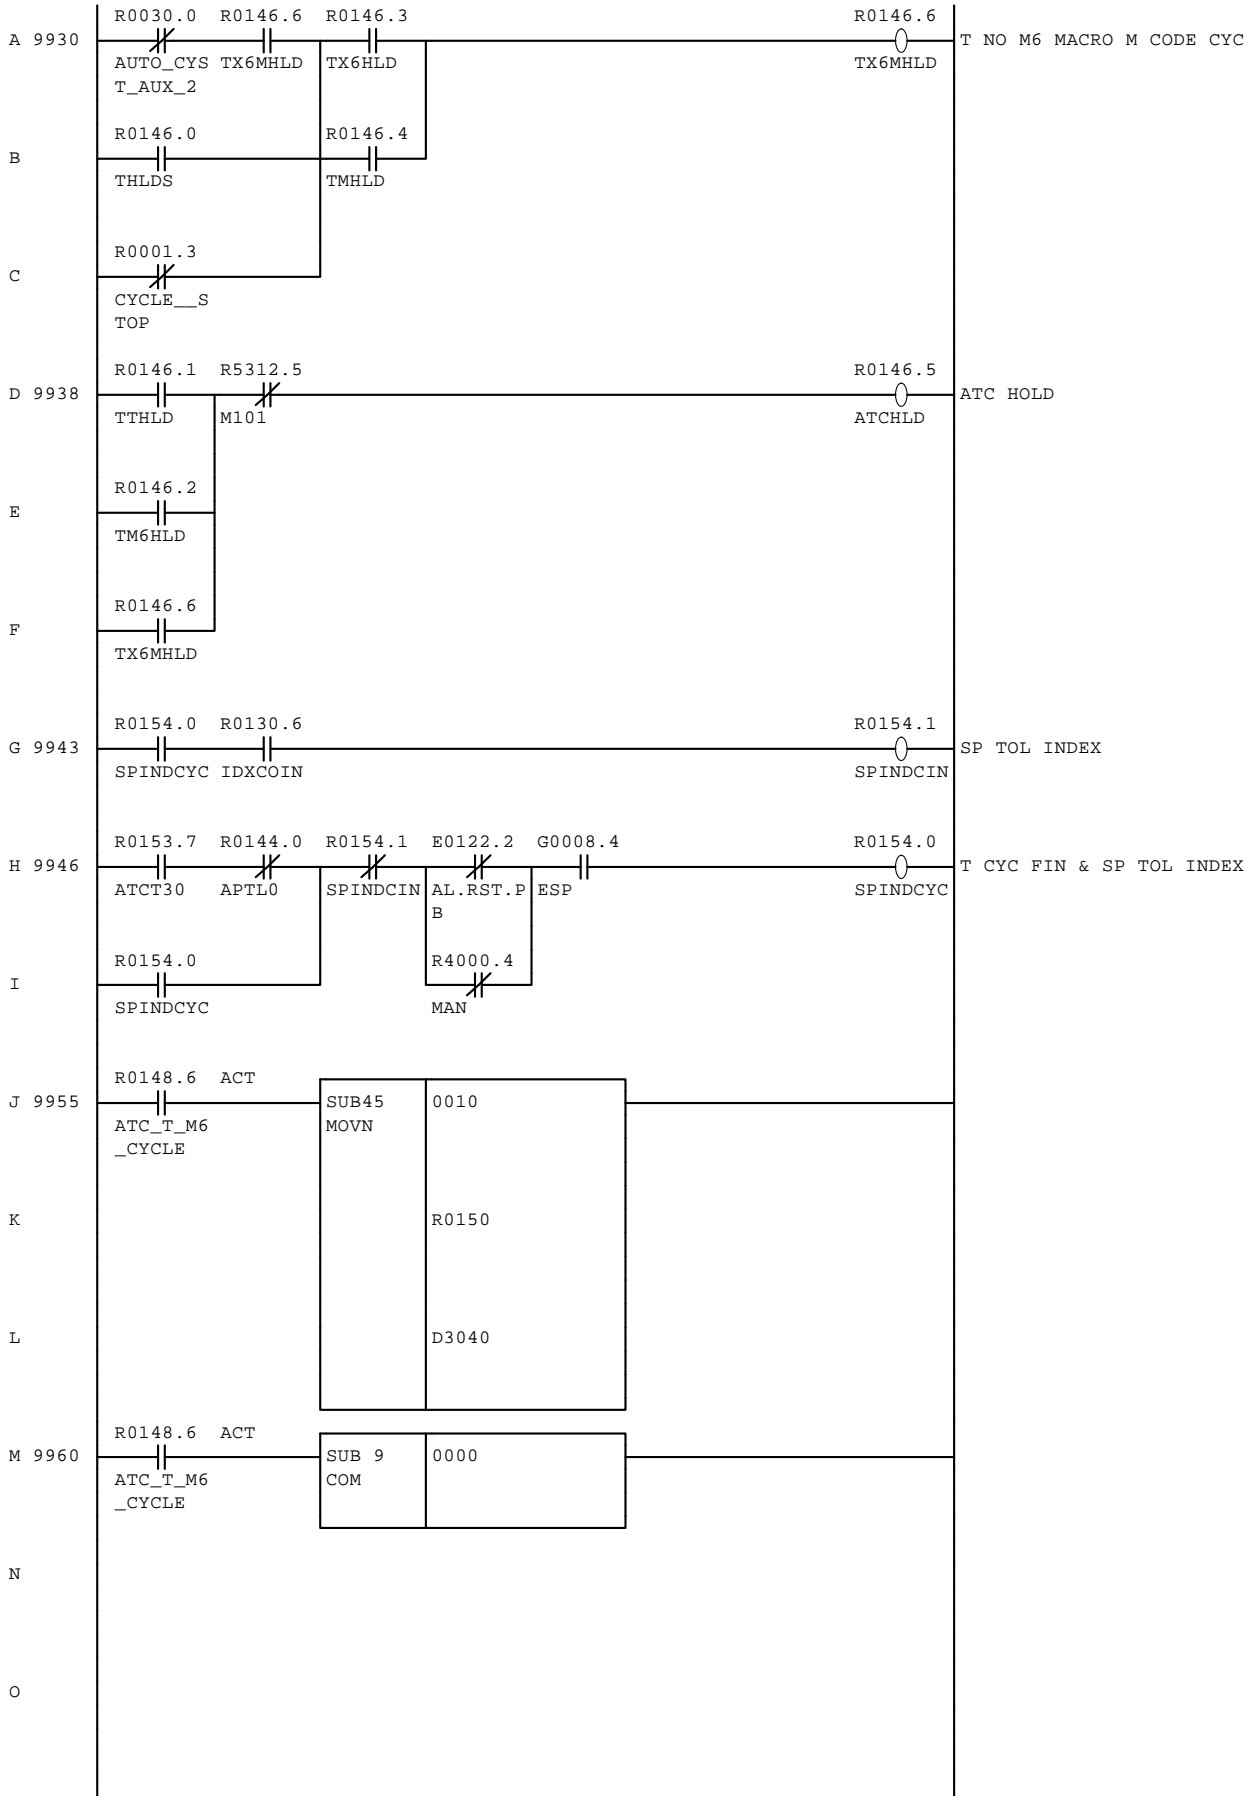 R0030.0 R0146.6 R0146.3 R0146.6
A 9930 T NO M6 MACRO M CODE CYC
AUTO_CYS TX6MHLD TX6HLD TX6MHLD
T_AUX_2
R0146.0 R0146.4
B
THLDS TMHLD
R0001.3
C
CYCLE__S
TOP
R0146.1 R5312.5 R0146.5
D 9938 ATC HOLD
TTHLD M101 ATCHLD
R0146.2
E
TM6HLD
R0146.6
F
TX6MHLD
R0154.0 R0130.6 R0154.1
G 9943 SP TOL INDEX
SPINDCYC IDXCOIN SPINDCIN
R0153.7 R0144.0 R0154.1 E0122.2 G0008.4 R0154.0
H 9946 T CYC FIN & SP TOL INDEX
ATCT30 APTL0 SPINDCIN AL.RST.P ESP SPINDCYC
B
R0154.0 R4000.4
I
SPINDCYC MAN
R0148.6 ACT
J 9955 SUB45 0010
ATC_T_M6 MOVN
_CYCLE
K R0150
L D3040
R0148.6 ACT
M 9960 SUB 9 0000
ATC_T_M6 COM
_CYCLE
N
O